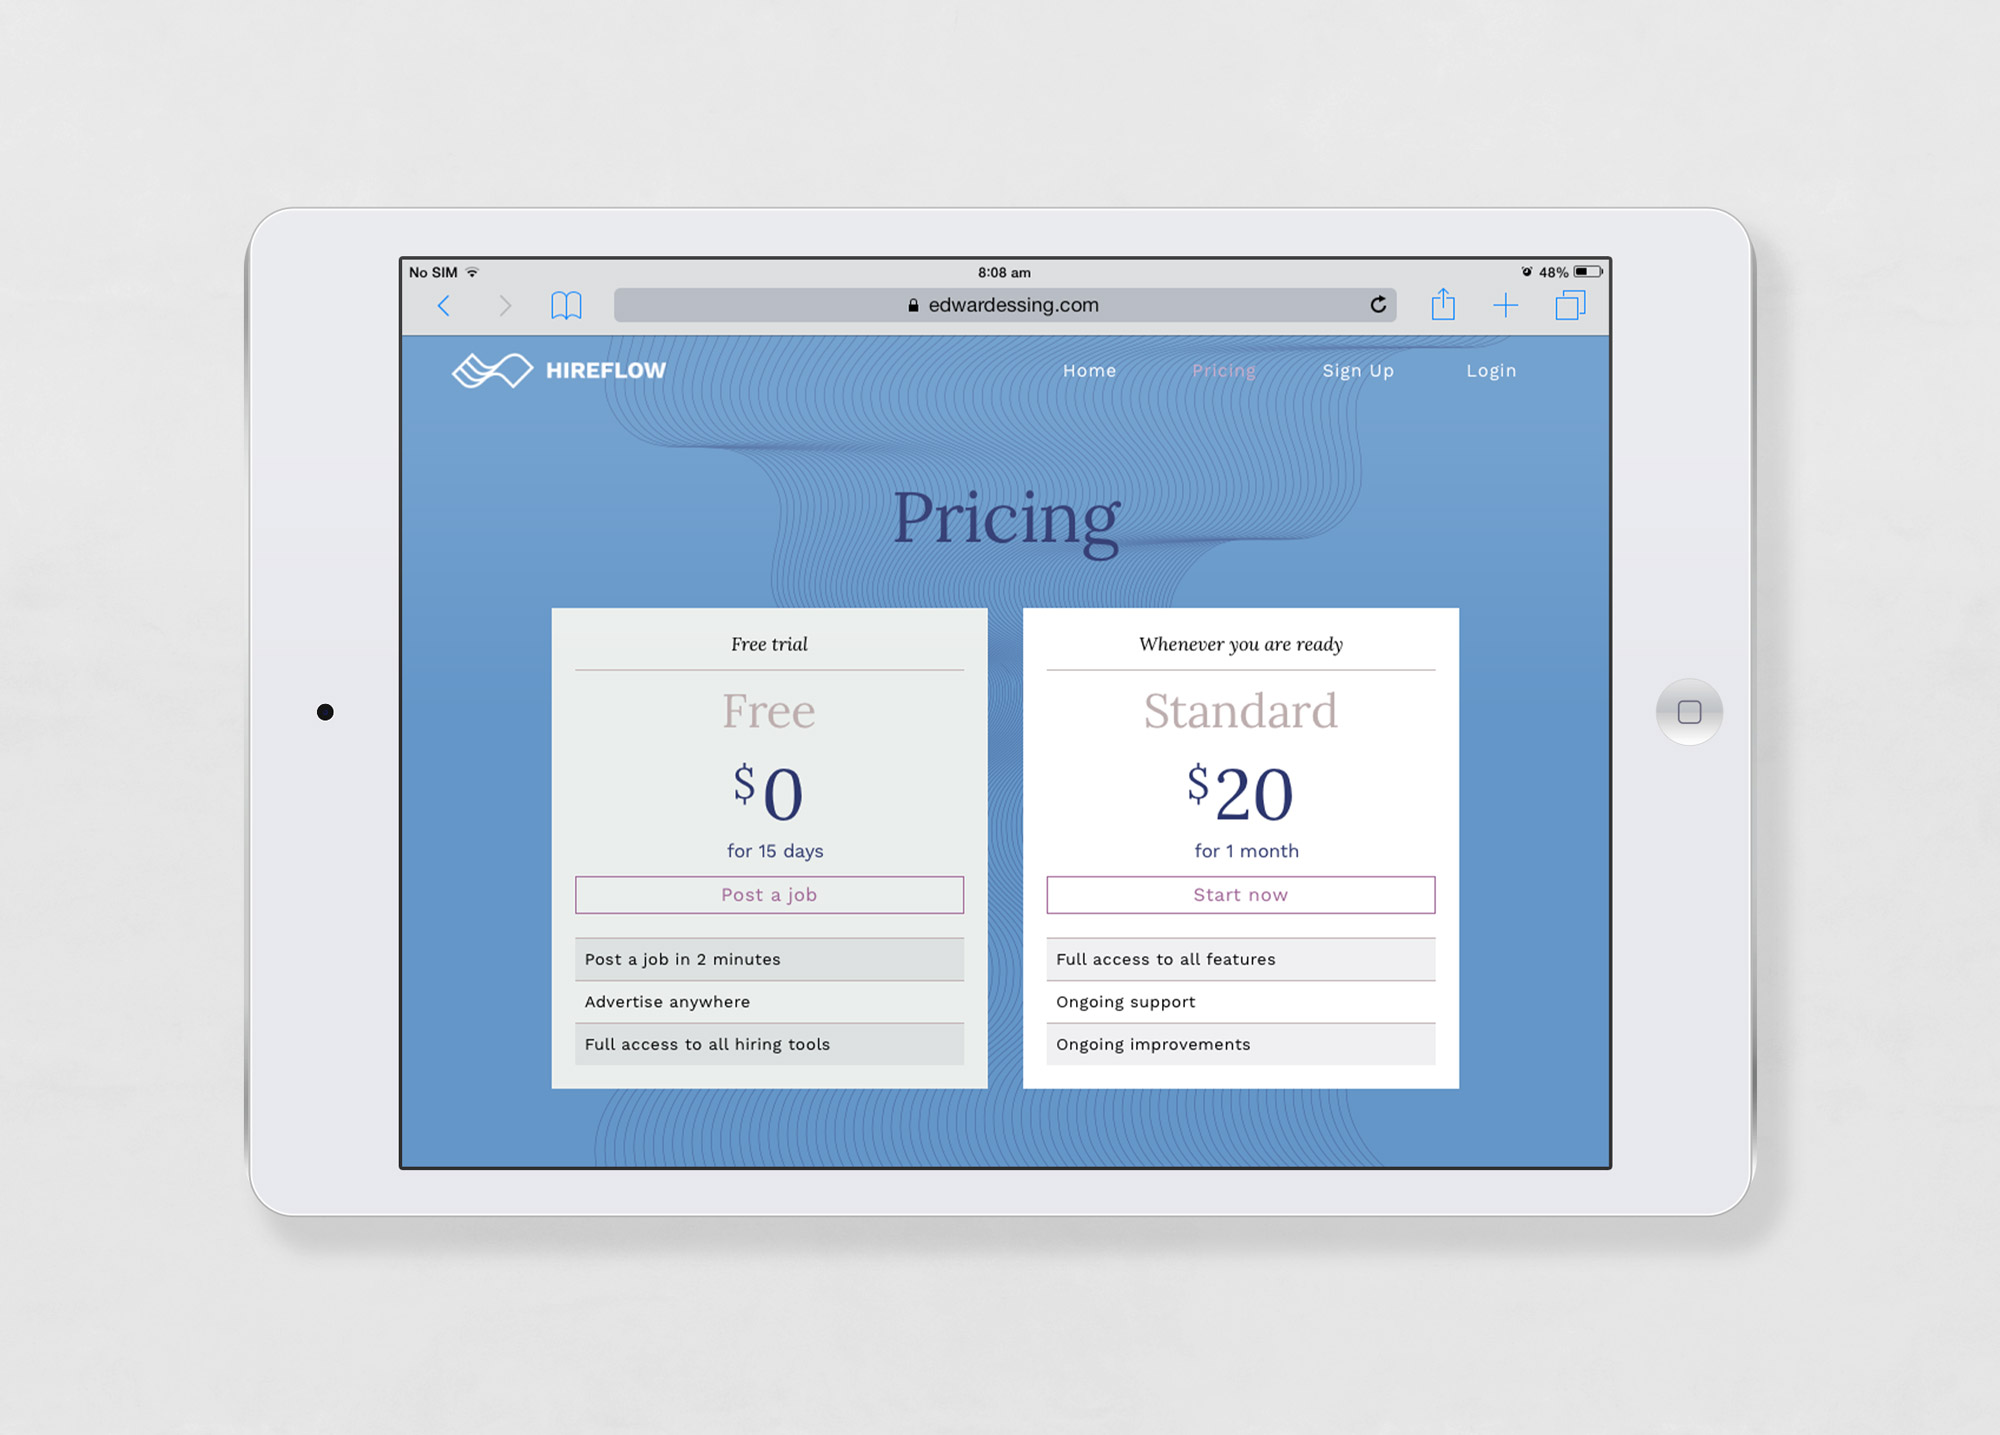 No SIM 8:08 am 48%
edwardessing.com
HIREFLOW Home Pricing Sign Up Login
Pricing
Free trial
Free
$0
for 15 days
Post a job
Post a job in 2 minutes
Advertise anywhere
Full access to all hiring tools
Whenever you are ready
Standard
$20
for 1 month
Start now
Full access to all features
Ongoing support
Ongoing improvements